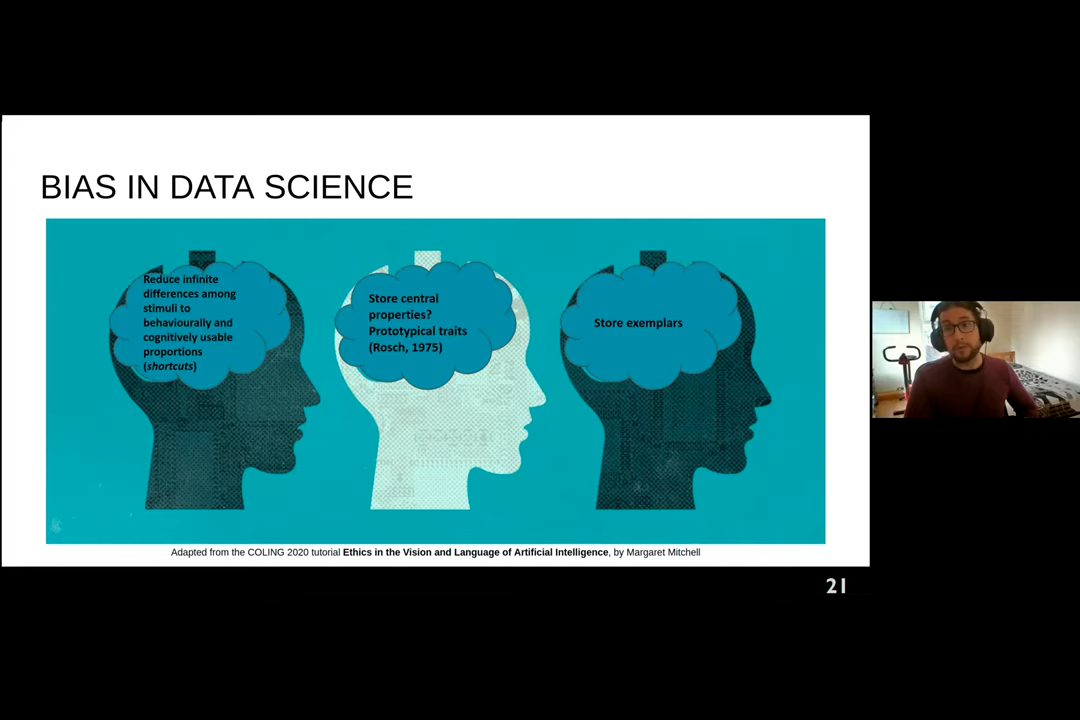 BIAS IN DATA SCIENCE
Reduce infinite
differences among
stimuli to
behaviourally and
cognitively usable
proportions
(shortcuts)
Store central
properties?
Prototypical traits
(Rosch, 1975)
Store exemplars
Adapted from the COLING 2020 tutorial Ethics in the Vision and Language of Artificial Intelligence, by Margaret Mitchell
21